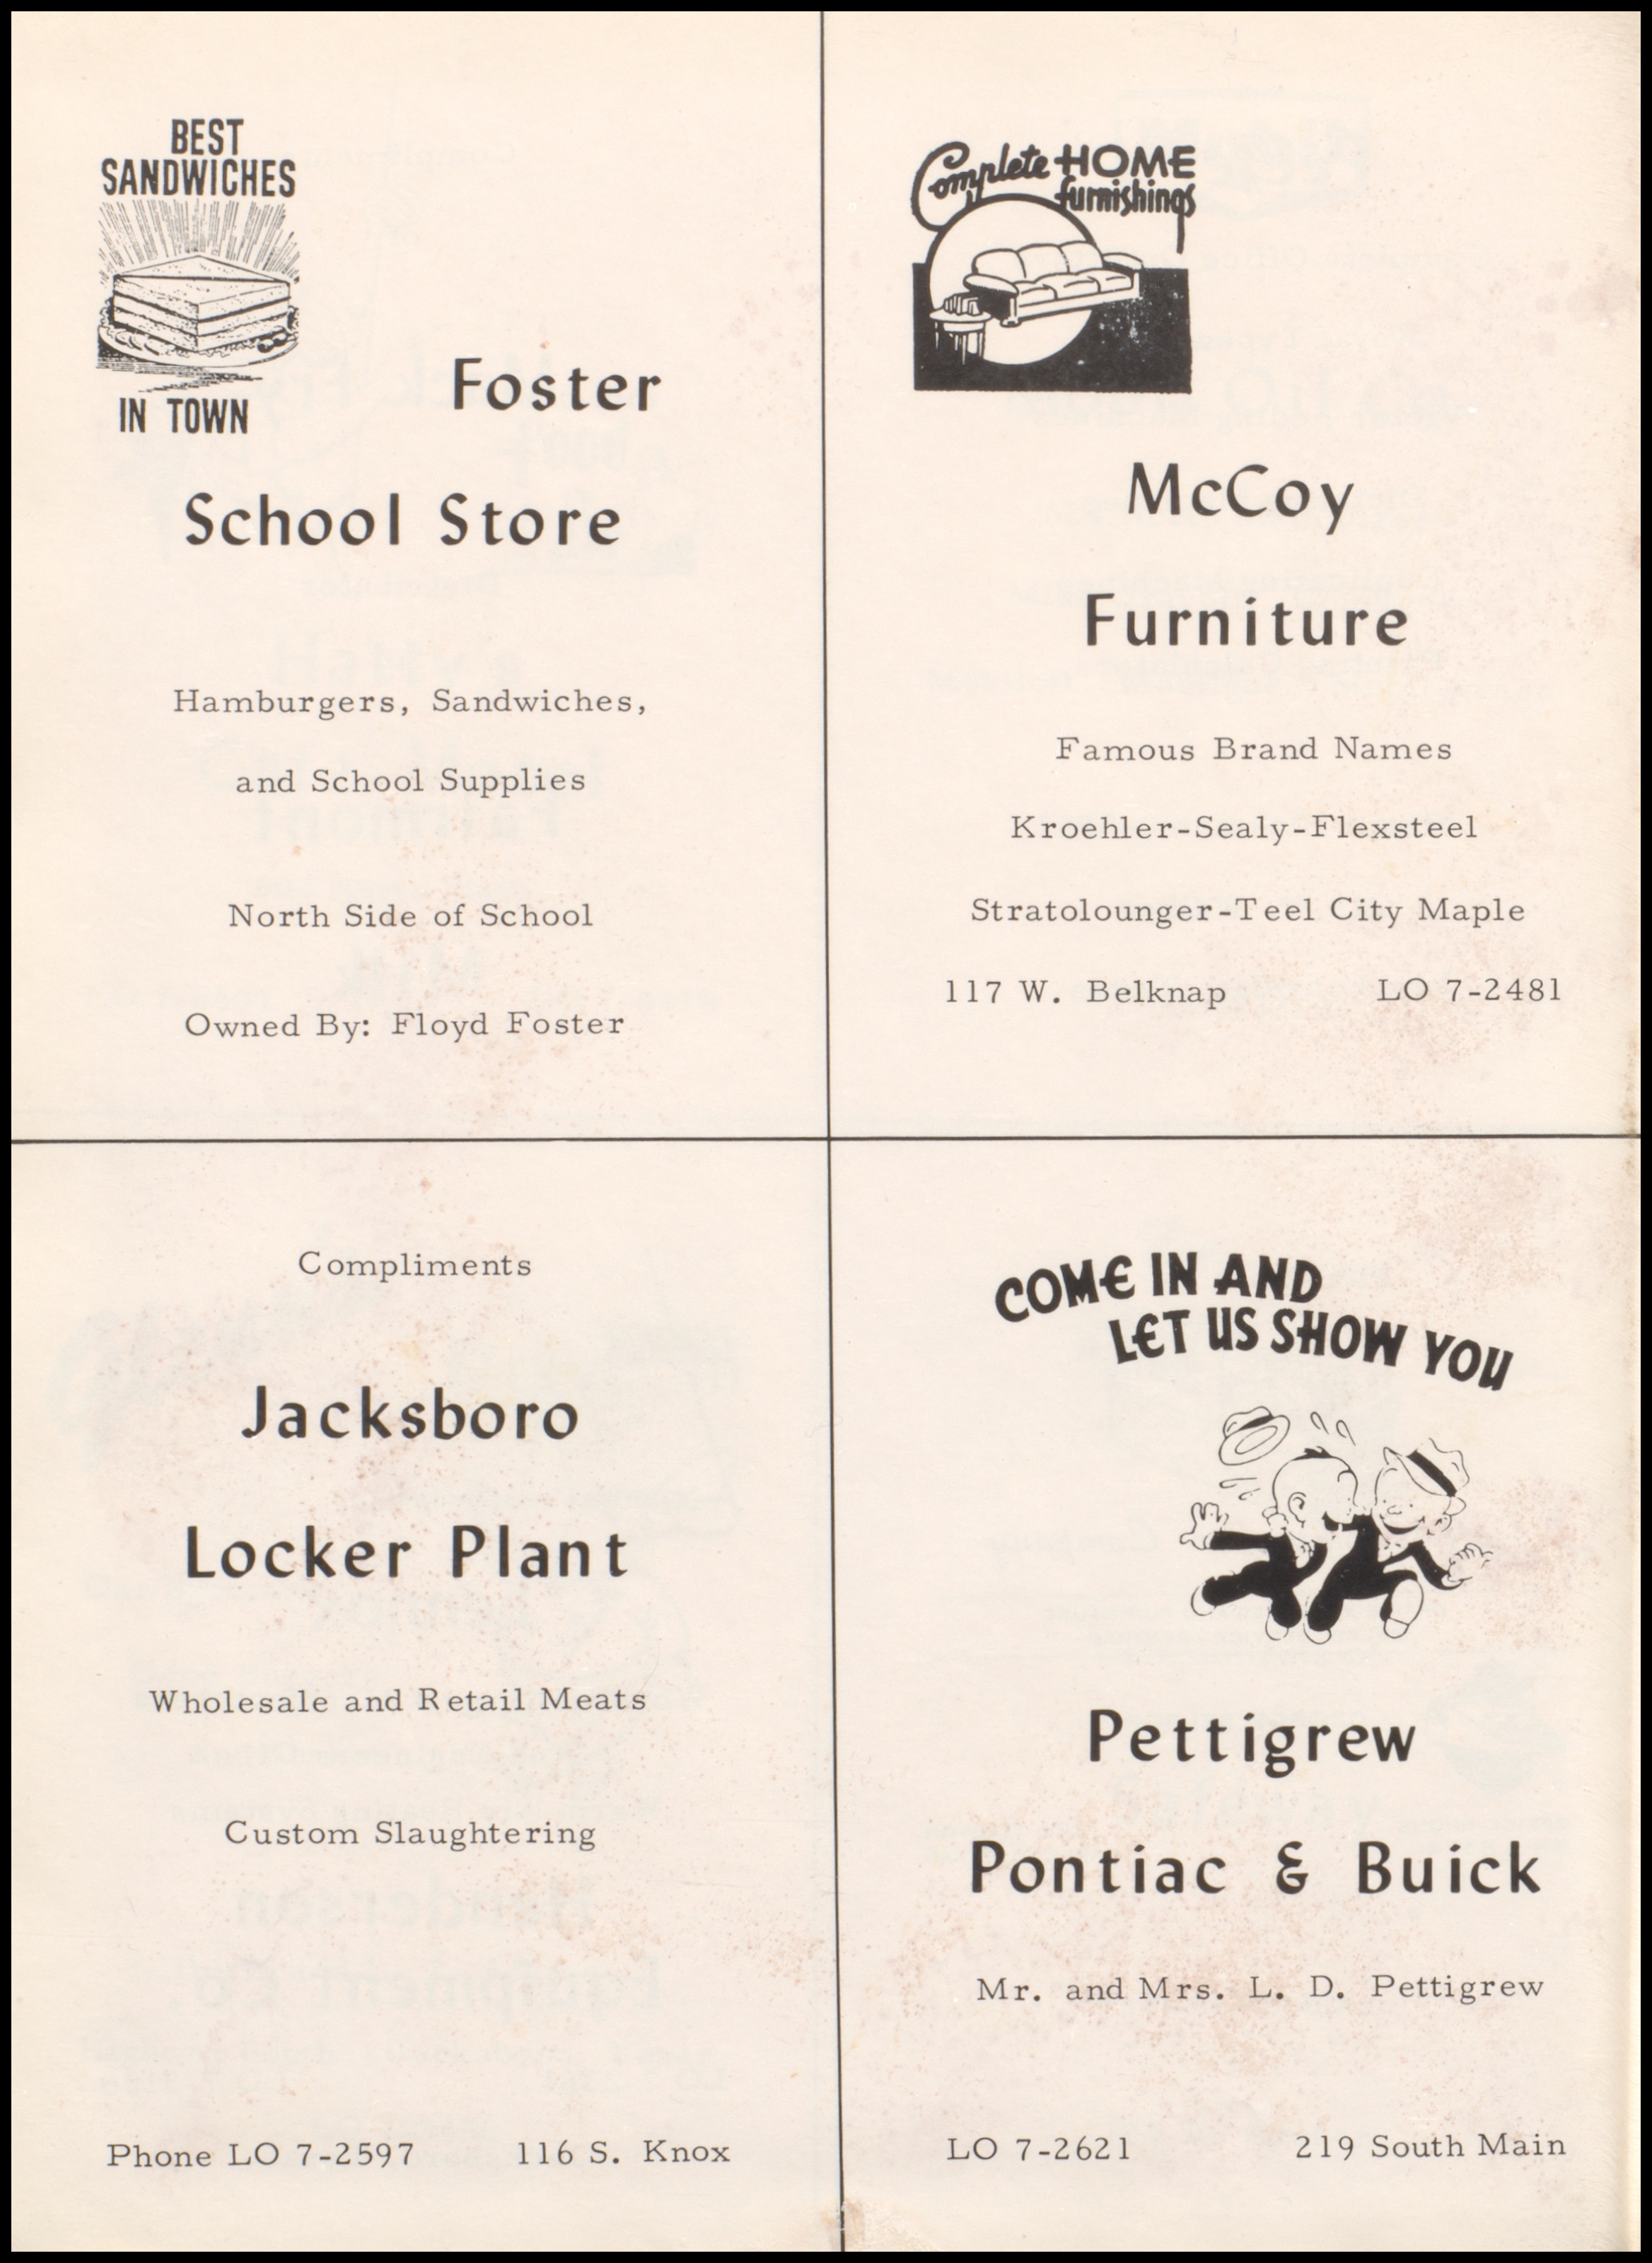 BEST
SANDWICHES
IN TOWN
Foster
School Store
Hamburgers, Sandwiches,
and School Supplies
North Side of School
Owned By: Floyd Foster
Complete HOME
furnishings
McCoy
Furniture
Famous Brand Names
Kroehler-Sealy-Flexsteel
Stratolounger-Teel City Maple
117 W. Belknap LO 7-2481
Compliments
Jacksboro
Locker Plant
Wholesale and Retail Meats
Custom Slaughtering
Phone LO 7-2597 116 S. Knox
COME IN AND
LET US SHOW YOU
Pettigrew
Pontiac & Buick
Mr. and Mrs. L. D. Pettigrew
LO 7-2621 219 South Main